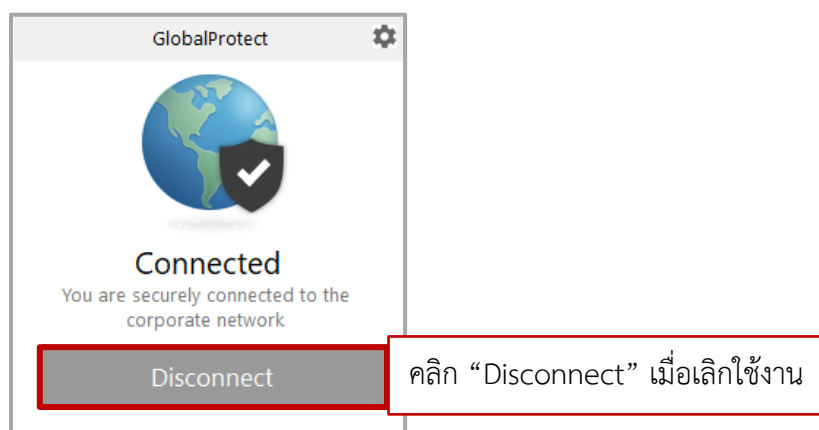 GlobalProtect
Connected
You are securely connected to the
corporate network
Disconnect
คลิก “Disconnect” เมื่อเลิกใช้งาน